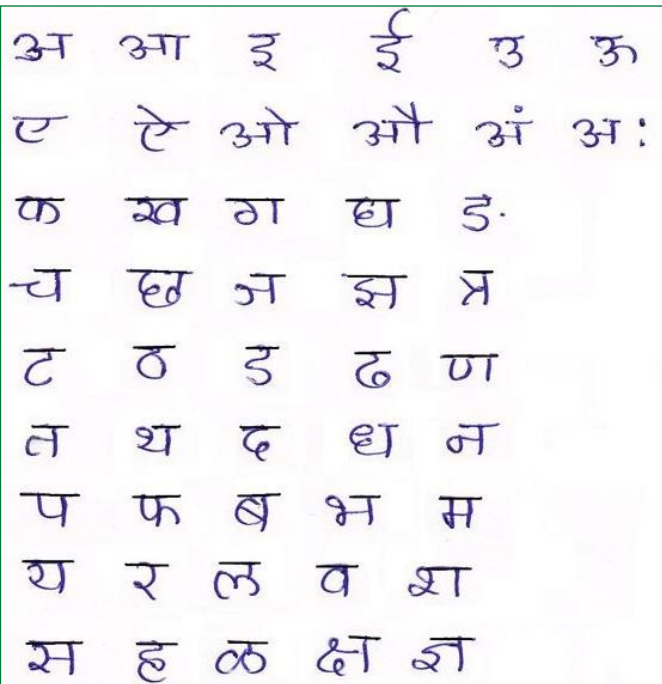 अ आ इ ई उ ऊ
ए ऐ ओ औ अं अः
क ख ग घ ङ
च छ ज झ ञ
ट ठ ड ढ ण
त थ द ध न
प फ ब भ म
य र ल व श
स ह ळ क्ष ज्ञ